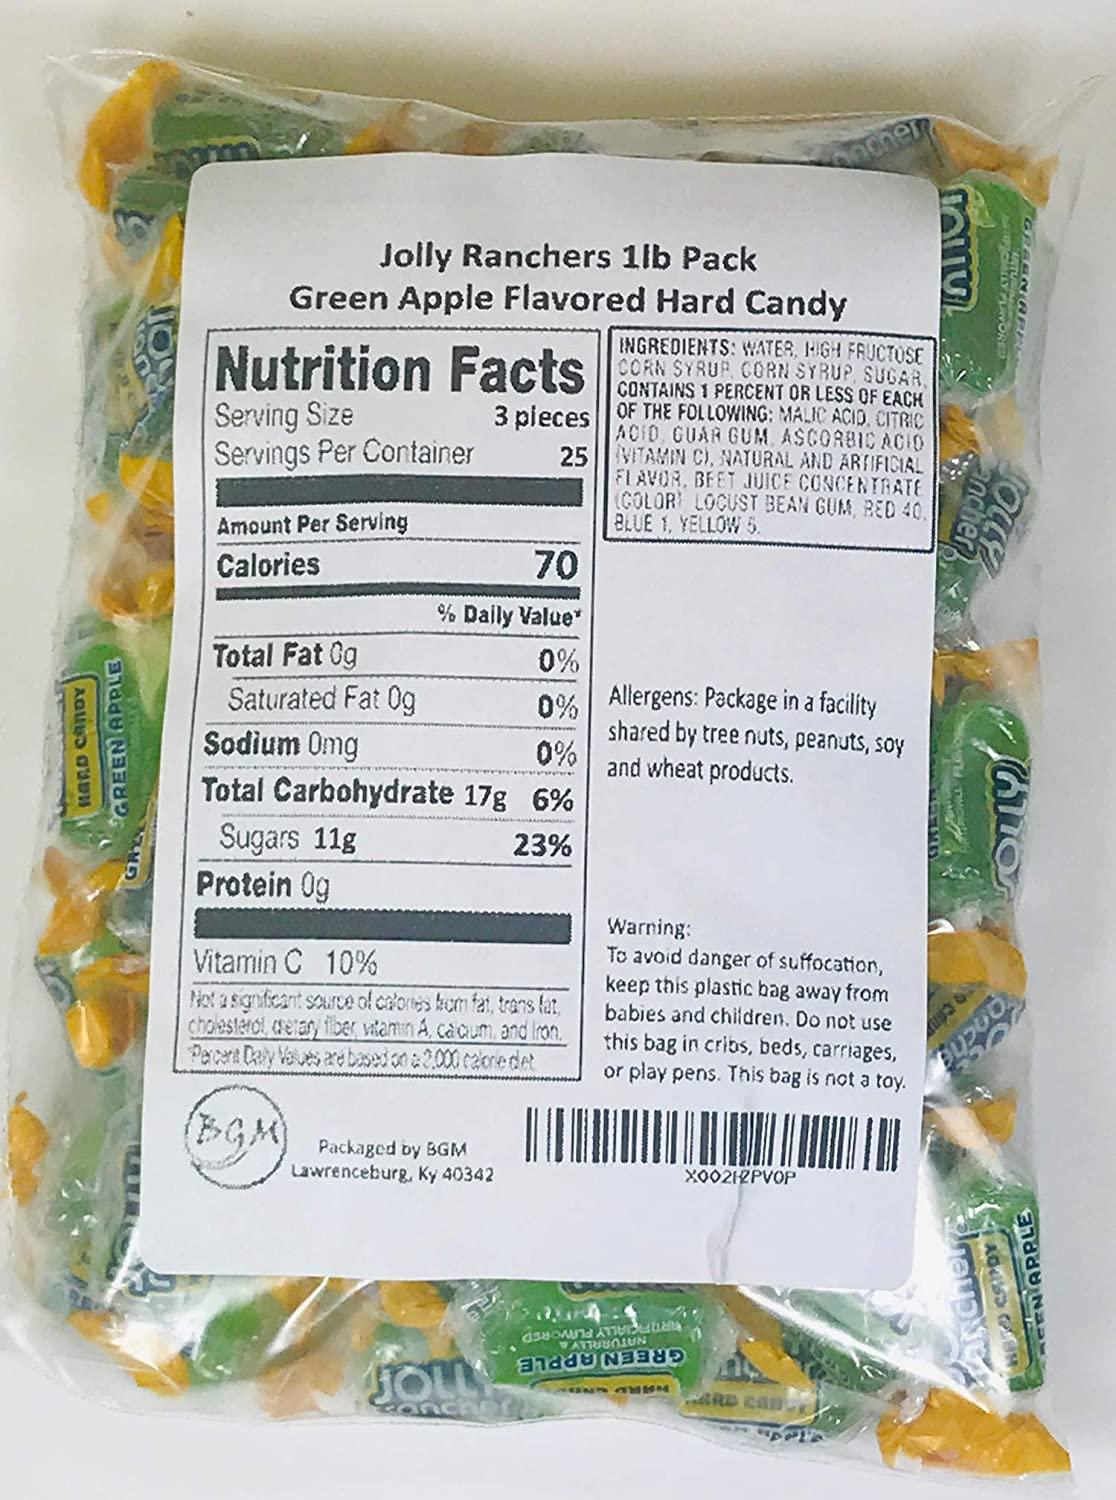 Jolly Ranchers 1lb Pack
Green Apple Flavored Hard Candy
Nutrition Facts
Serving Size 3 pieces
Servings Per Container 25
Amount Per Serving
Calories 70
% Daily Value*
Total Fat 0g 0%
Saturated Fat 0g 0%
Sodium 0mg 0%
Total Carbohydrate 17g 6%
Sugars 11g 23%
Protein 0g
Vitamin C 10%
Not a significant source of calories from fat, trans fat,
cholesterol, dietary fiber, vitamin A, calcium, and Iron.
*Percent Daily Values are based on a 2,000 calorie diet.
INGREDIENTS: WATER, HIGH FRUCTOSE
CORN SYRUP, CORN SYRUP, SUGAR,
CONTAINS 1 PERCENT OR LESS OF EACH
OF THE FOLLOWING: MALIC ACID, CITRIC
ACID, GUAR GUM, ASCORBIC ACID
(VITAMIN C), NATURAL AND ARTIFICIAL
FLAVOR, BEET JUICE CONCENTRATE
(COLOR) LOCUST BEAN GUM, RED 40,
BLUE 1, YELLOW 5.
Allergens: Package in a facility
shared by tree nuts, peanuts, soy
and wheat products.
Warning:
To avoid danger of suffocation,
keep this plastic bag away from
babies and children. Do not use
this bag in cribs, beds, carriages,
or play pens. This bag is not a toy.
BGM
Packaged by BGM
Lawrenceburg, Ky 40342
HARD CANDY
GREEN APPLE
GREEN APPLE
NATURALLY &
ARTIFICIALLY FLAVORED